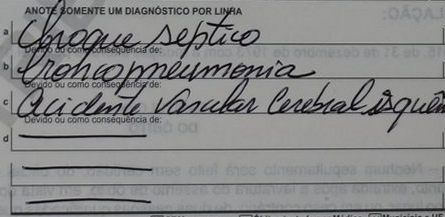 ANOTE SOMENTE UM DIAGNÓSTICO POR LINHA
a Choque séptico
Devido ou como consequência de:
b Broncopneumonia
Devido ou como consequência de:
c Acidente Vascular Cerebral isquêm
Devido ou como consequência de:
d